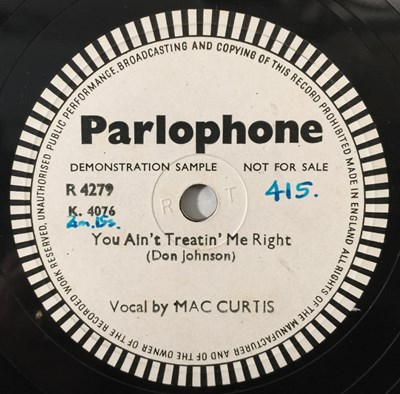 UNAUTHORISED PUBLIC PERFORMANCE, BROADCASTING AND COPYING OF THIS RECORD PROHIBITED MADE IN ENGLAND ALL RIGHTS OF THE MANUFACTURER AND OF THE OWNER OF THE RECORDED WORK RESERVED.
Parlophone
DEMONSTRATION SAMPLE NOT FOR SALE
R 4279 R T 415.
K. 4076
You Ain't Treatin' Me Right
(Don Johnson)
Vocal by MAC CURTIS